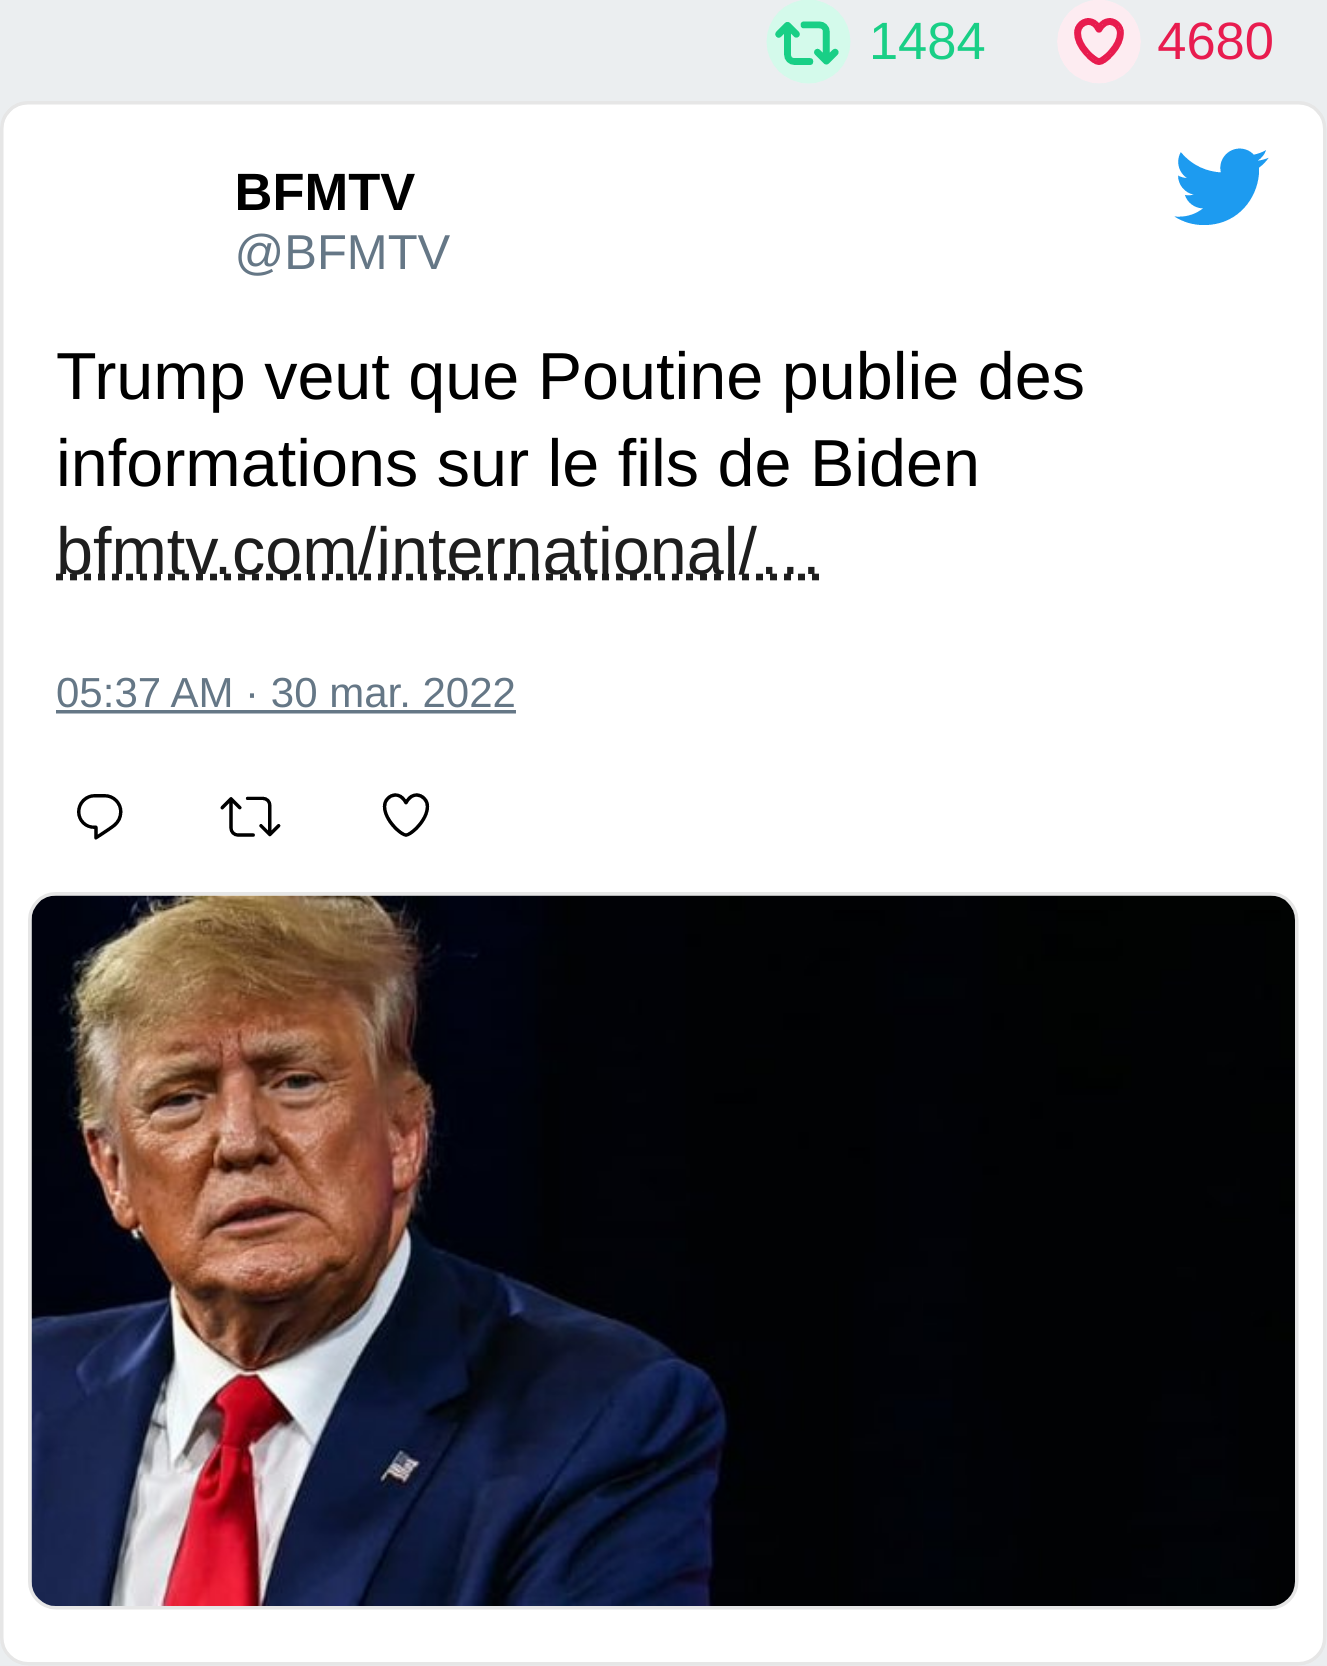 1484 4680
BFMTV
@BFMTV
Trump veut que Poutine publie des
informations sur le fils de Biden
bfmtv.com/international/...
05:37 AM · 30 mar. 2022